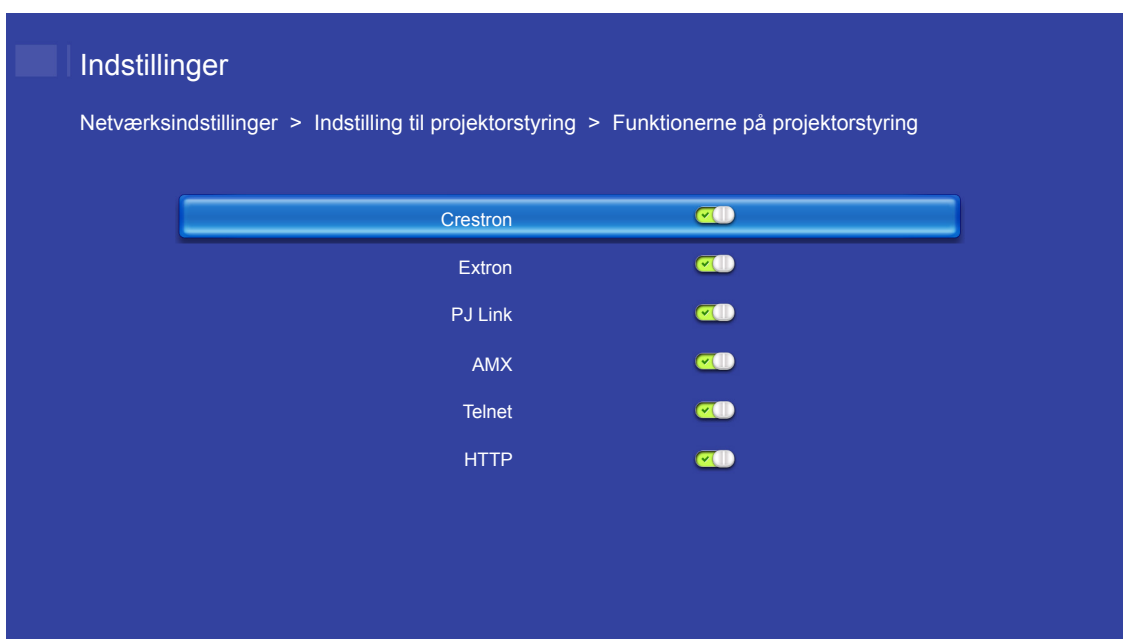 Indstillinger
Netværksindstillinger > Indstilling til projektorstyring > Funktionerne på projektorstyring
Crestron
Extron
PJ Link
AMX
Telnet
HTTP